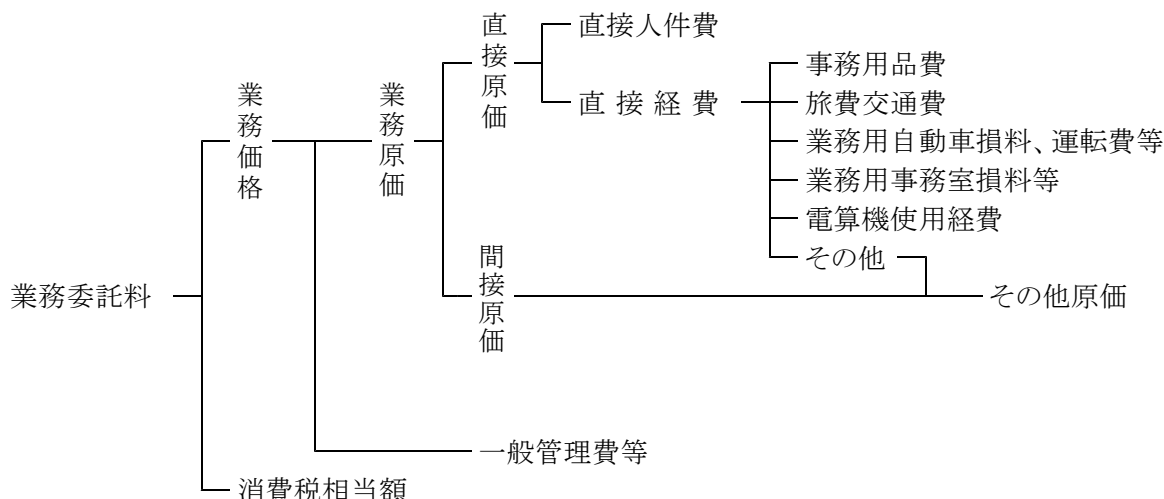 業務委託料
業務価格
業務原価
直接原価
直接人件費
直接経費
事務用品費
旅費交通費
業務用自動車損料、運転費等
業務用事務室損料等
電算機使用経費
その他
間接原価
その他原価
一般管理費等
消費税相当額